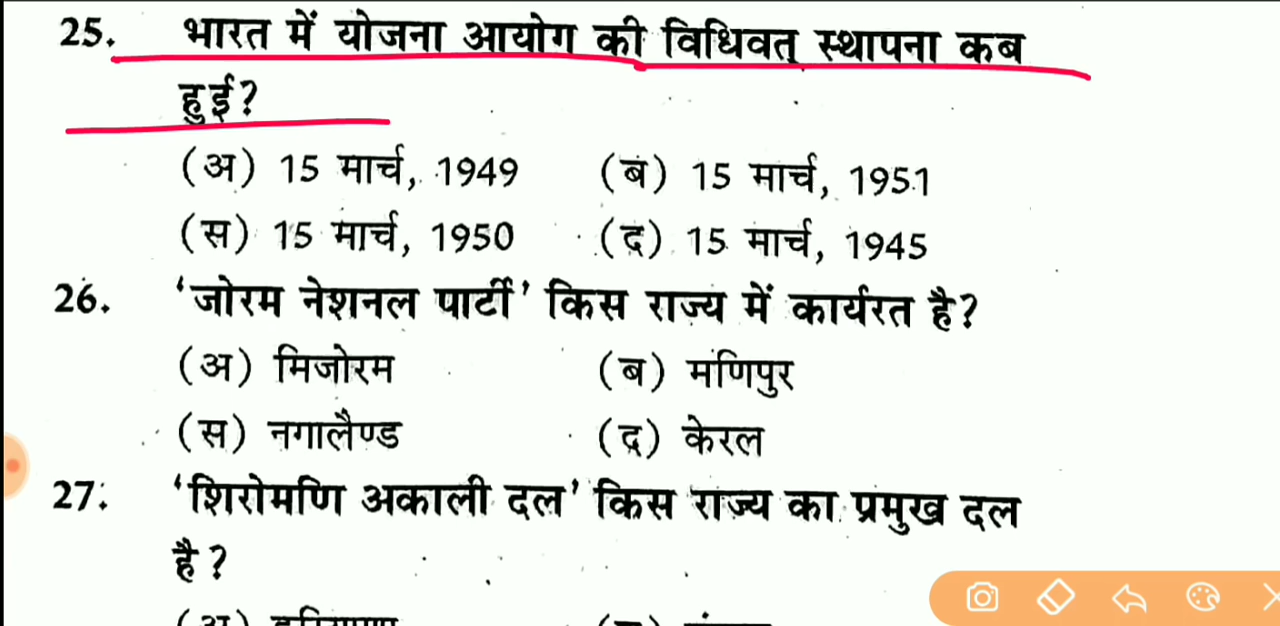 25. भारत में योजना आयोग की विधिवत् स्थापना कब
हुई?
(अ) 15 मार्च, 1949 (ब) 15 मार्च, 1951
(स) 15 मार्च, 1950 (द) 15 मार्च, 1945
26. 'जोरम नेशनल पार्टी' किस राज्य में कार्यरत है?
(अ) मिजोरम (ब) मणिपुर
(स) नगालैण्ड (द) केरल
27. 'शिरोमणि अकाली दल' किस राज्य का प्रमुख दल
है?